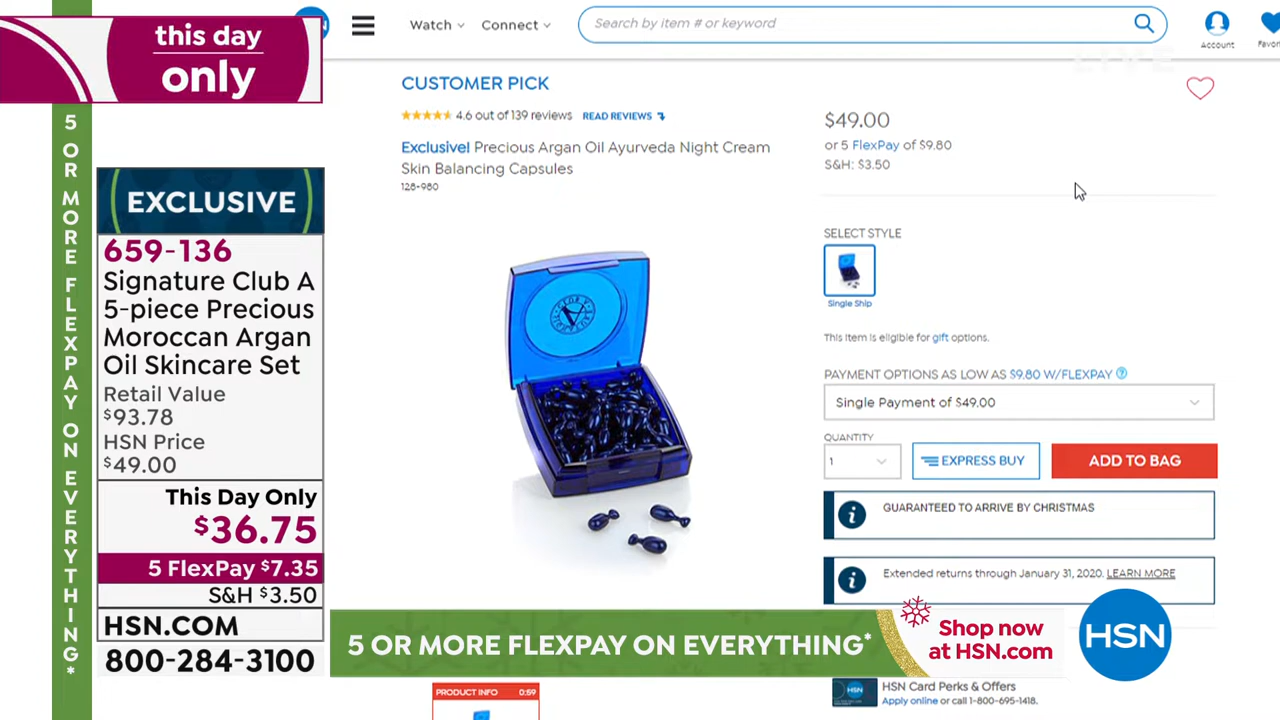 this day
only
5 OR MORE FLEXPAY ON EVERYTHING*
EXCLUSIVE
659-136
Signature Club A
5-piece Precious
Moroccan Argan
Oil Skincare Set
Retail Value
$93.78
HSN Price
$49.00
This Day Only
$36.75
5 FlexPay $7.35
S&H $3.50
HSN.COM
800-284-3100
Watch
Connect
Search by item # or keyword
Account
LIVE
CUSTOMER PICK
4.6 out of 139 reviews READ REVIEWS
Exclusive! Precious Argan Oil Ayurveda Night Cream
Skin Balancing Capsules
128-980
$49.00
or 5 FlexPay of $9.80
S&H: $3.50
SELECT STYLE
Single Ship
This item is eligible for gift options.
PAYMENT OPTIONS AS LOW AS $9.80 W/FLEXPAY ?
Single Payment of $49.00
QUANTITY
1
EXPRESS BUY
ADD TO BAG
GUARANTEED TO ARRIVE BY CHRISTMAS
Extended returns through January 31, 2020. LEARN MORE
5 OR MORE FLEXPAY ON EVERYTHING*
Shop now
at HSN.com
HSN
PRODUCT INFO 0:59
HSN
HSN Card Perks & Offers
Apply online or call 1-800-695-1418.